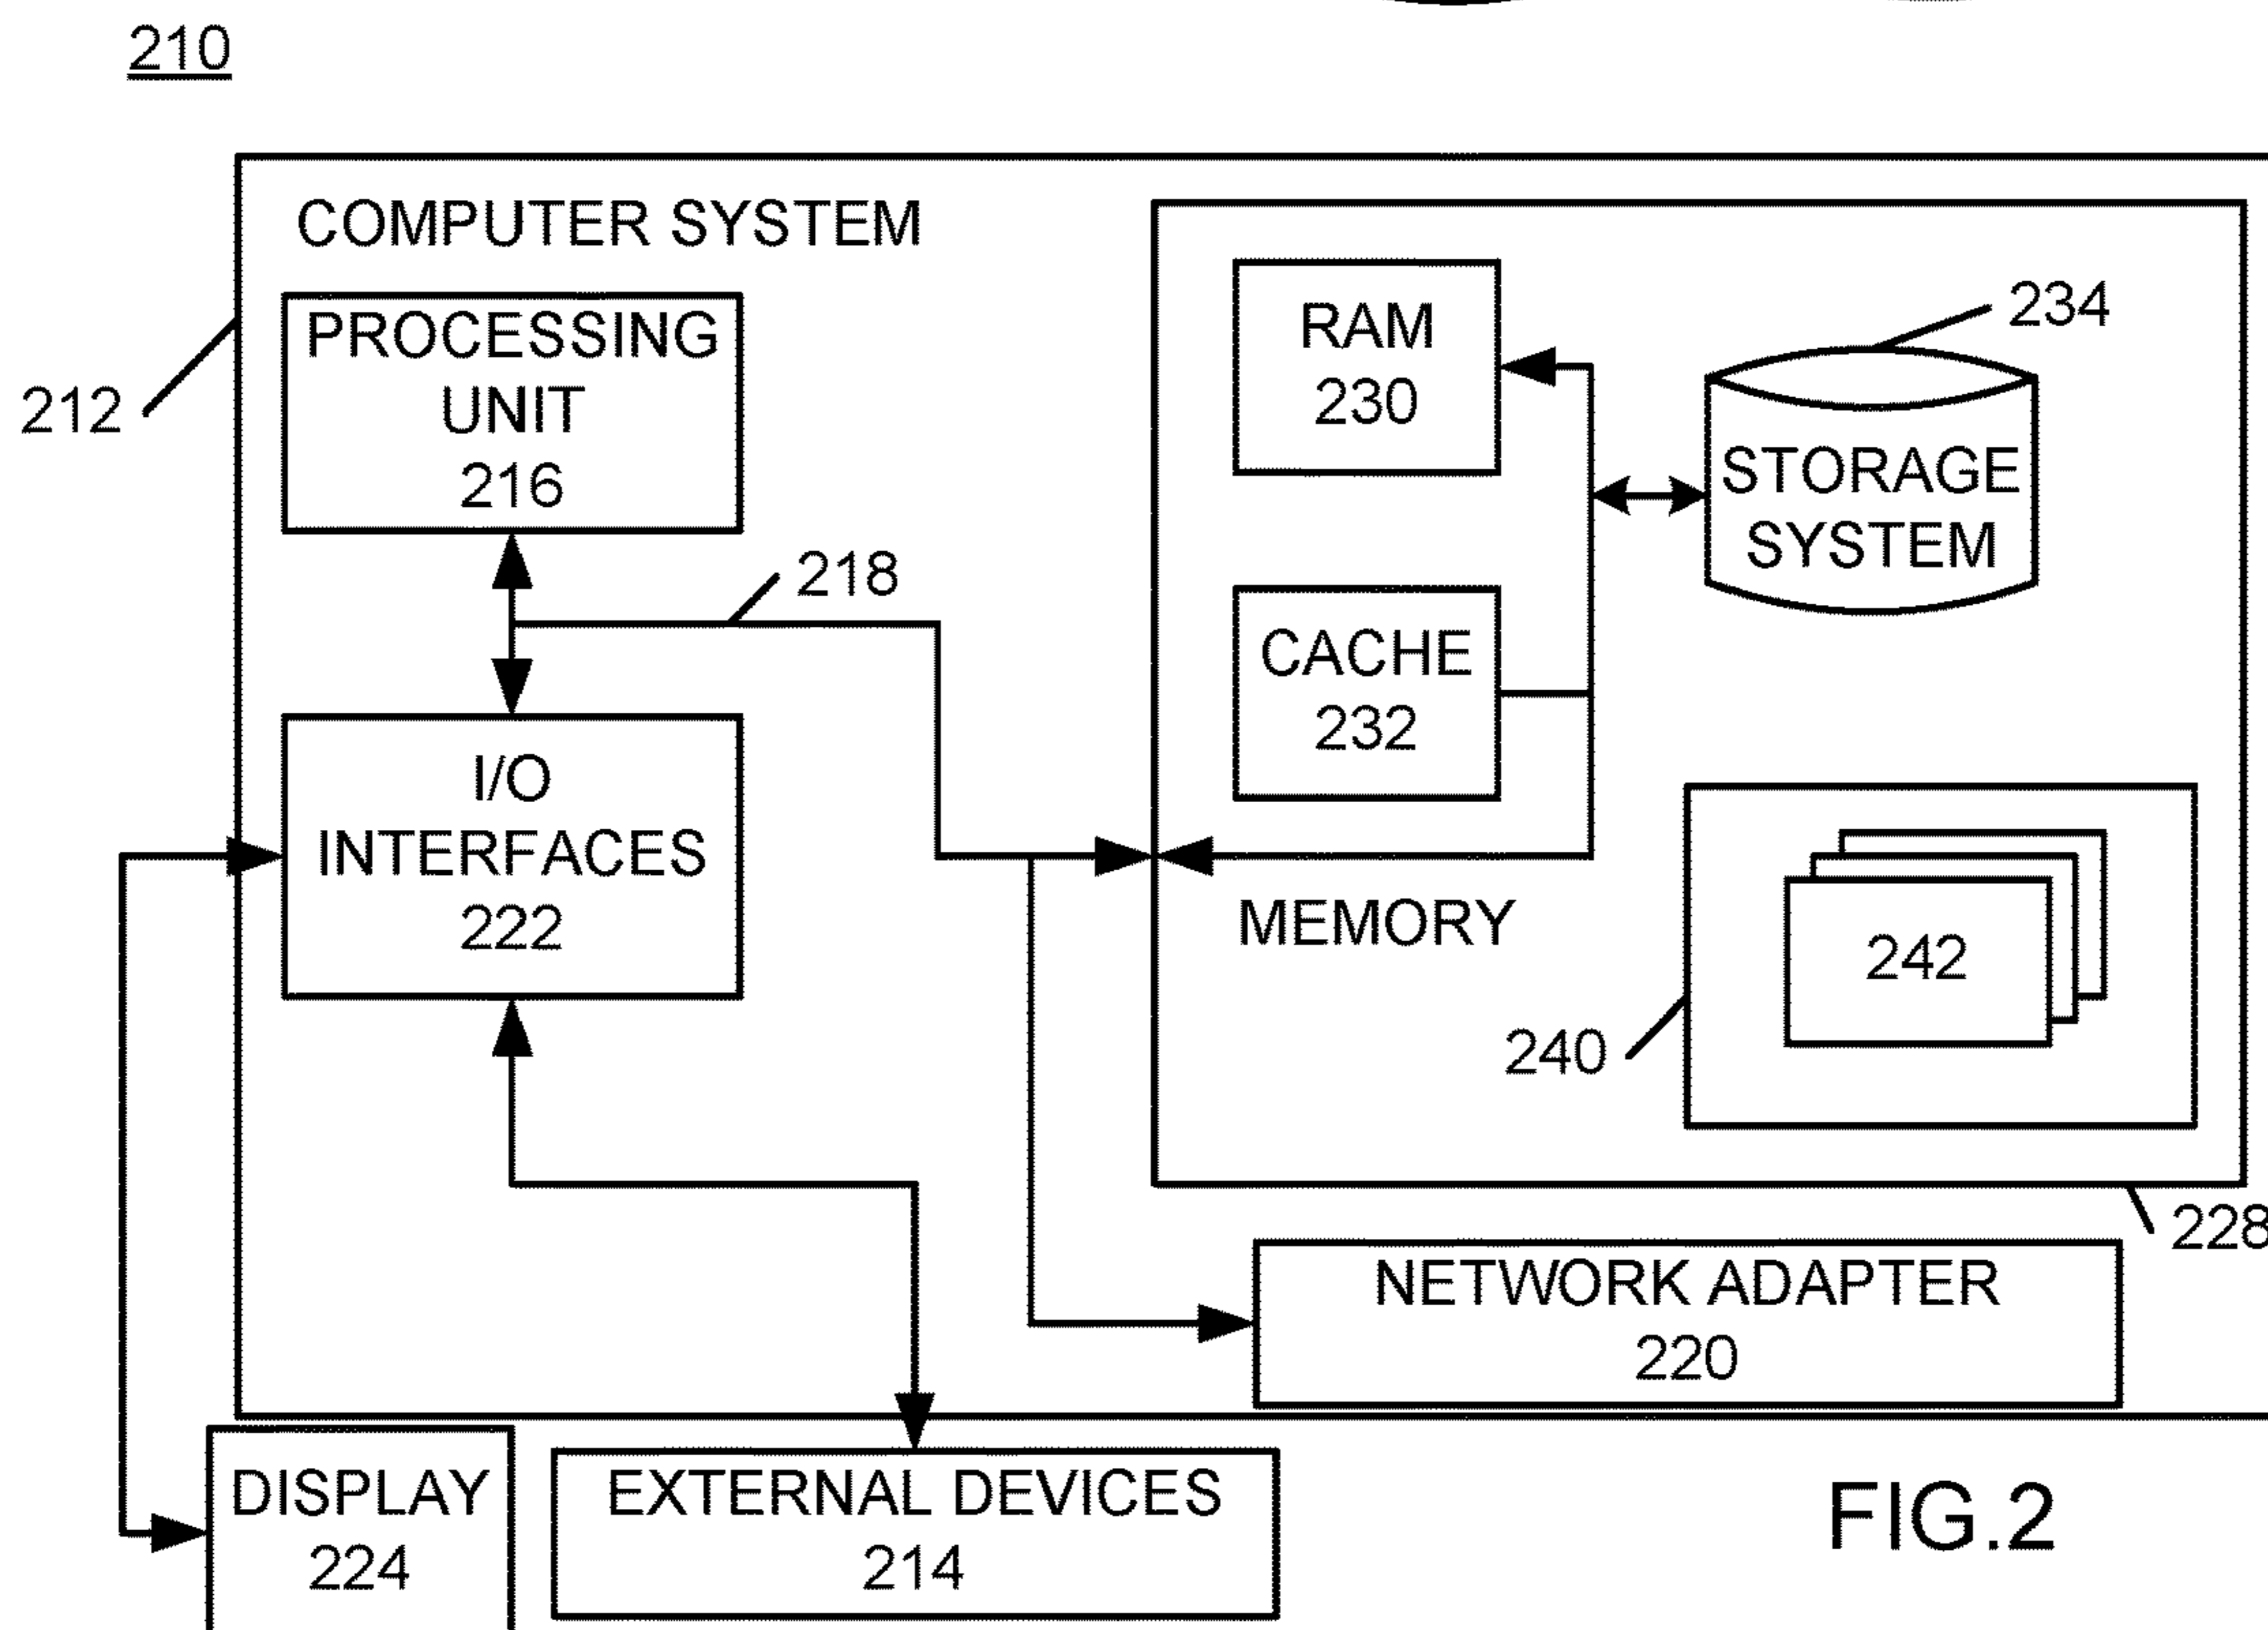 210
COMPUTER SYSTEM
PROCESSING
UNIT
216
212
218
I/O
INTERFACES
222
RAM
230
234
STORAGE
SYSTEM
CACHE
232
MEMORY
242
240
228
NETWORK ADAPTER
220
DISPLAY
224
EXTERNAL DEVICES
214
FIG.2